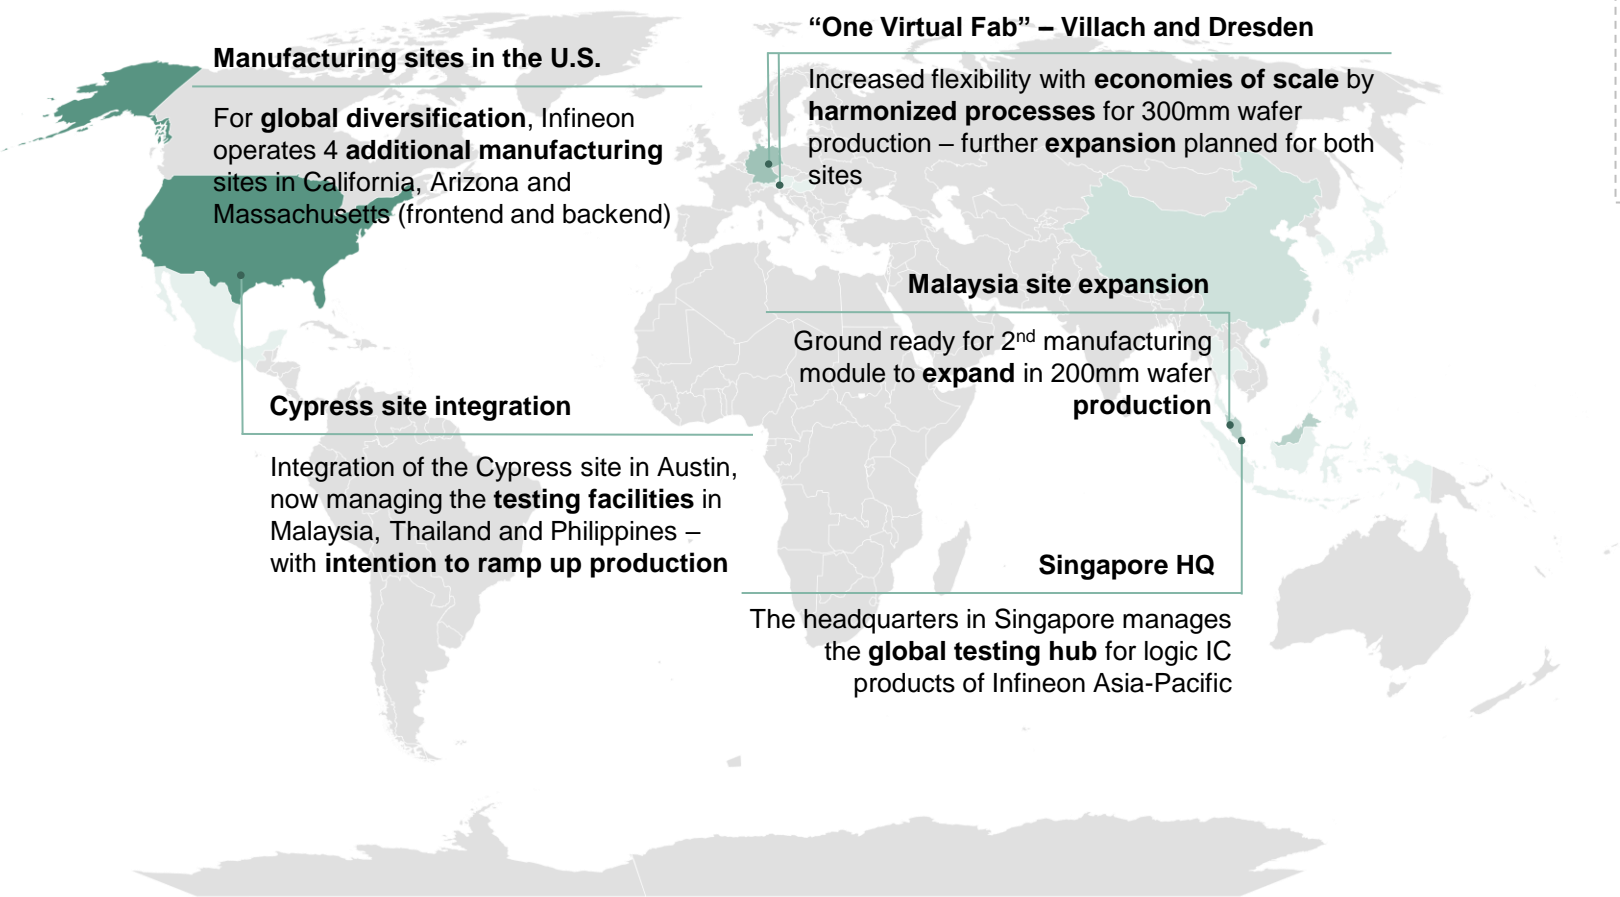 Manufacturing sites in the U.S.
For global diversification, Infineon
operates 4 additional manufacturing
sites in California, Arizona and
Massachusetts (frontend and backend)
“One Virtual Fab” – Villach and Dresden
Increased flexibility with economies of scale by
harmonized processes for 300mm wafer
production – further expansion planned for both
sites
Malaysia site expansion
Ground ready for 2nd manufacturing
module to expand in 200mm wafer
production
Cypress site integration
Integration of the Cypress site in Austin,
now managing the testing facilities in
Malaysia, Thailand and Philippines –
with intention to ramp up production
Singapore HQ
The headquarters in Singapore manages
the global testing hub for logic IC
products of Infineon Asia-Pacific